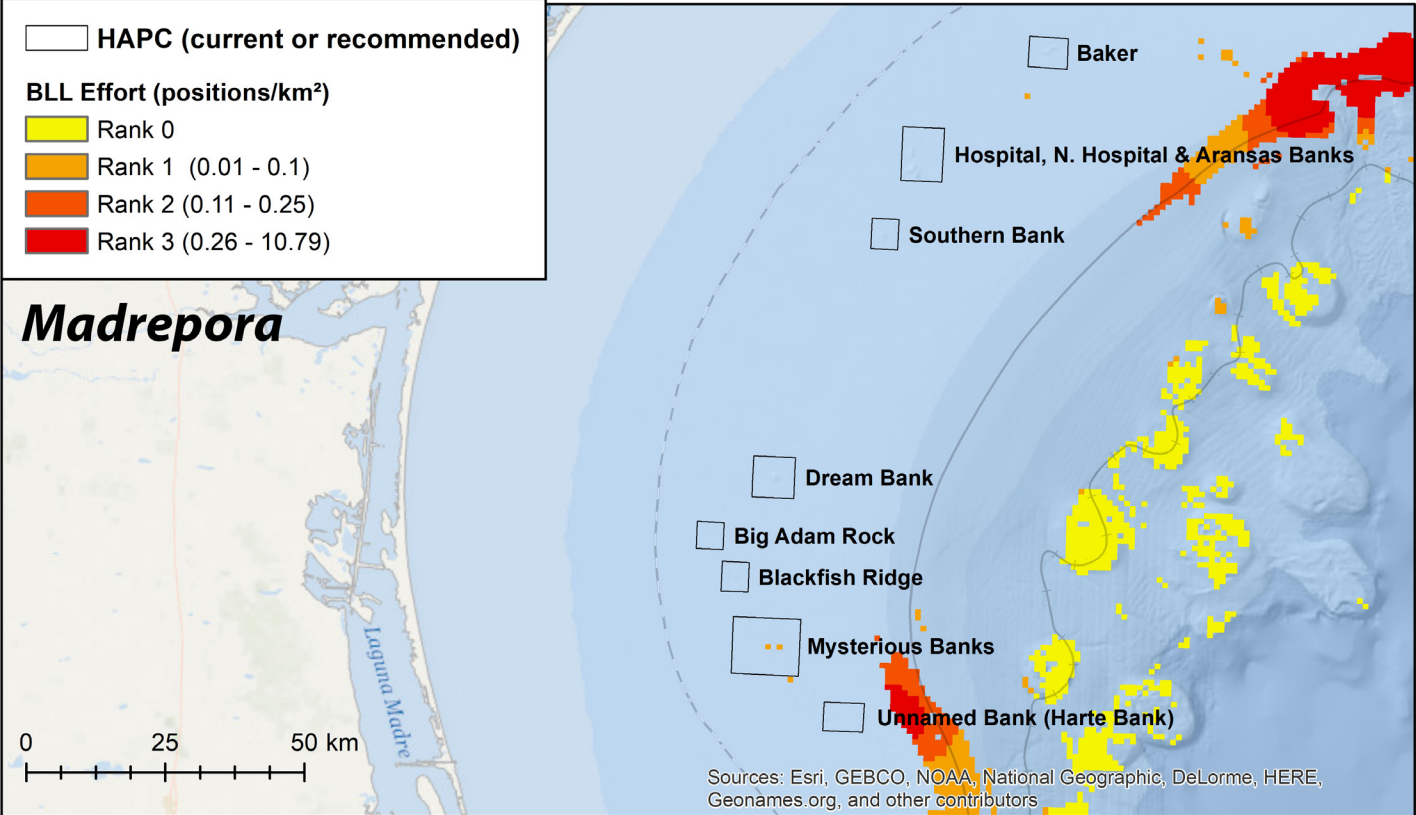 HAPC (current or recommended)
BLL Effort (positions/km²)
Rank 0
Rank 1 (0.01 - 0.1)
Rank 2 (0.11 - 0.25)
Rank 3 (0.26 - 10.79)
Madrepora
Baker
Hospital, N. Hospital & Aransas Banks
Southern Bank
Dream Bank
Big Adam Rock
Blackfish Ridge
Mysterious Banks
Unnamed Bank (Harte Bank)
Laguna Madre
0 25 50 km
Sources: Esri, GEBCO, NOAA, National Geographic, DeLorme, HERE,
Geonames.org, and other contributors